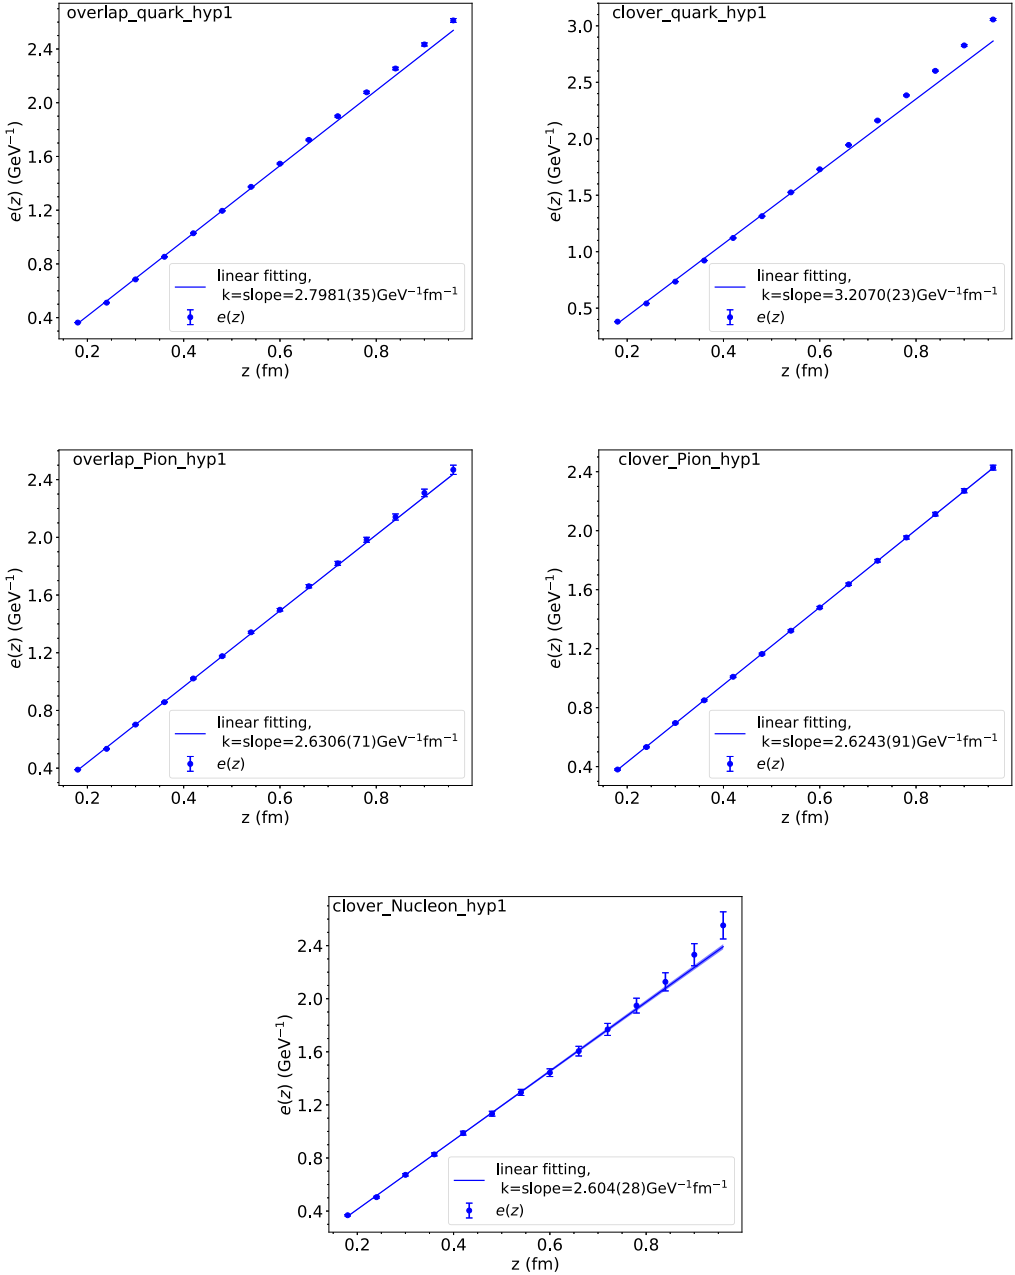 overlap_quark_hyp1
e(z) (GeV⁻¹)
2.4
2.0
1.6
1.2
0.8
0.4
linear fitting,
k=slope=2.7981(35)GeV⁻¹fm⁻¹
e(z)
0.2 0.4 0.6 0.8
z (fm)
clover_quark_hyp1
e(z) (GeV⁻¹)
3.0
2.5
2.0
1.5
1.0
0.5
linear fitting,
k=slope=3.2070(23)GeV⁻¹fm⁻¹
e(z)
0.2 0.4 0.6 0.8
z (fm)
overlap_Pion_hyp1
e(z) (GeV⁻¹)
2.4
2.0
1.6
1.2
0.8
0.4
linear fitting,
k=slope=2.6306(71)GeV⁻¹fm⁻¹
e(z)
0.2 0.4 0.6 0.8
z (fm)
clover_Pion_hyp1
e(z) (GeV⁻¹)
2.4
2.0
1.6
1.2
0.8
0.4
linear fitting,
k=slope=2.6243(91)GeV⁻¹fm⁻¹
e(z)
0.2 0.4 0.6 0.8
z (fm)
clover_Nucleon_hyp1
e(z) (GeV⁻¹)
2.4
2.0
1.6
1.2
0.8
0.4
linear fitting,
k=slope=2.604(28)GeV⁻¹fm⁻¹
e(z)
0.2 0.4 0.6 0.8
z (fm)